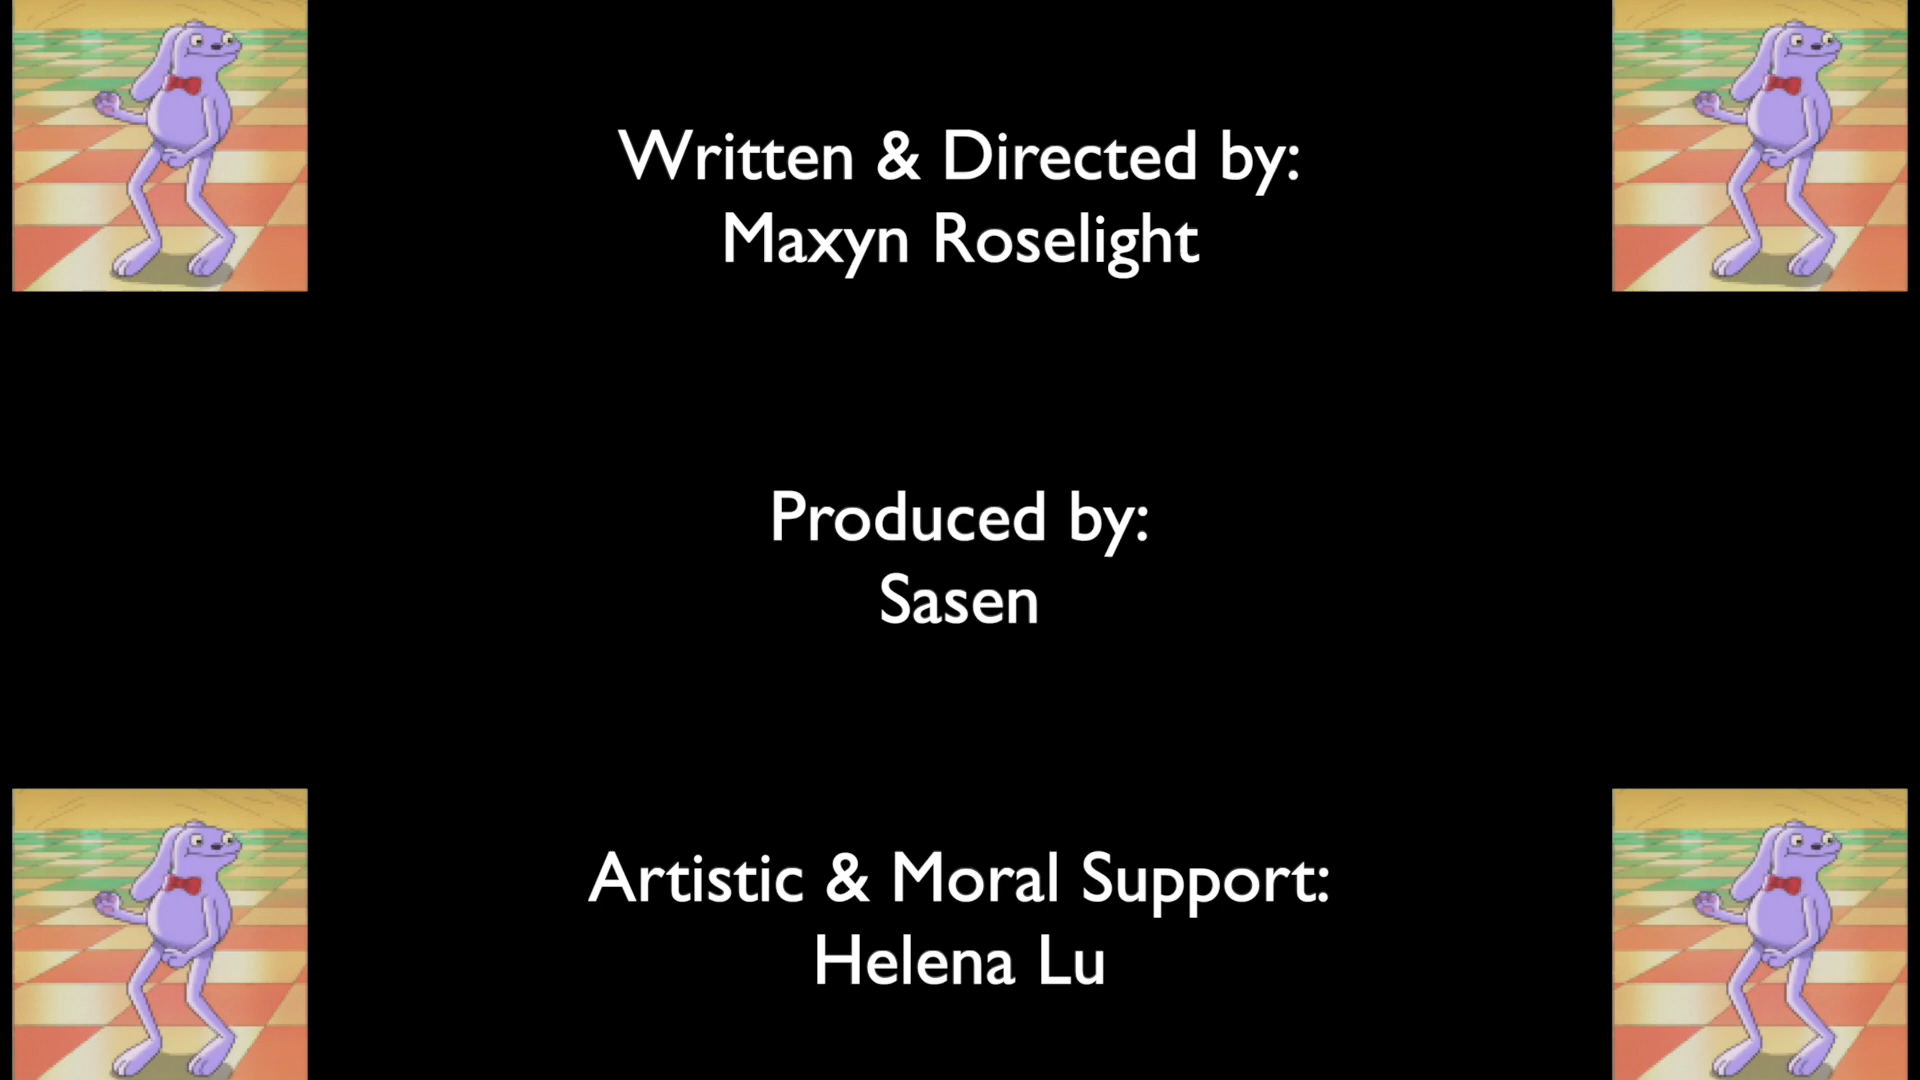 Written & Directed by:
Maxyn Roselight
Produced by:
Sasen
Artistic & Moral Support:
Helena Lu